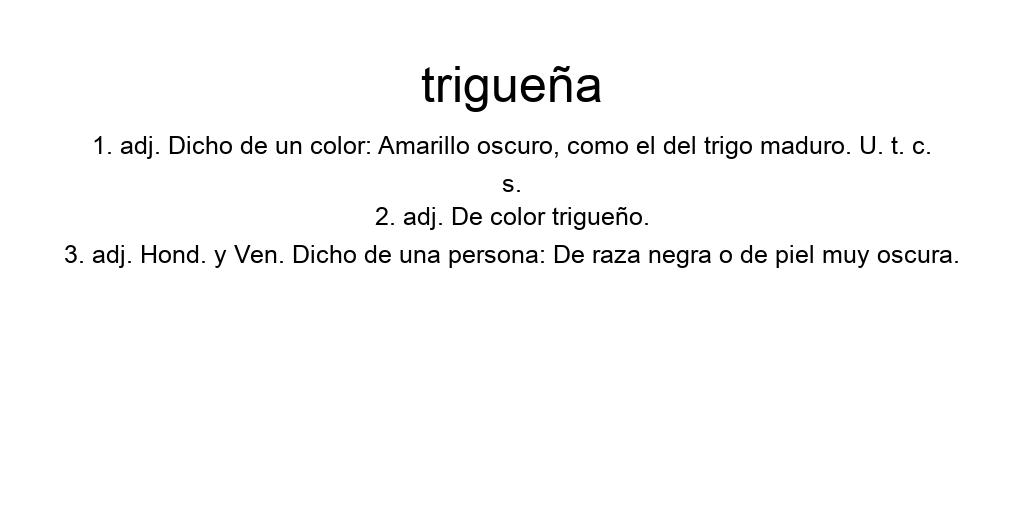 trigueña
1. adj. Dicho de un color: Amarillo oscuro, como el del trigo maduro. U. t. c.
s.
2. adj. De color trigueño.
3. adj. Hond. y Ven. Dicho de una persona: De raza negra o de piel muy oscura.